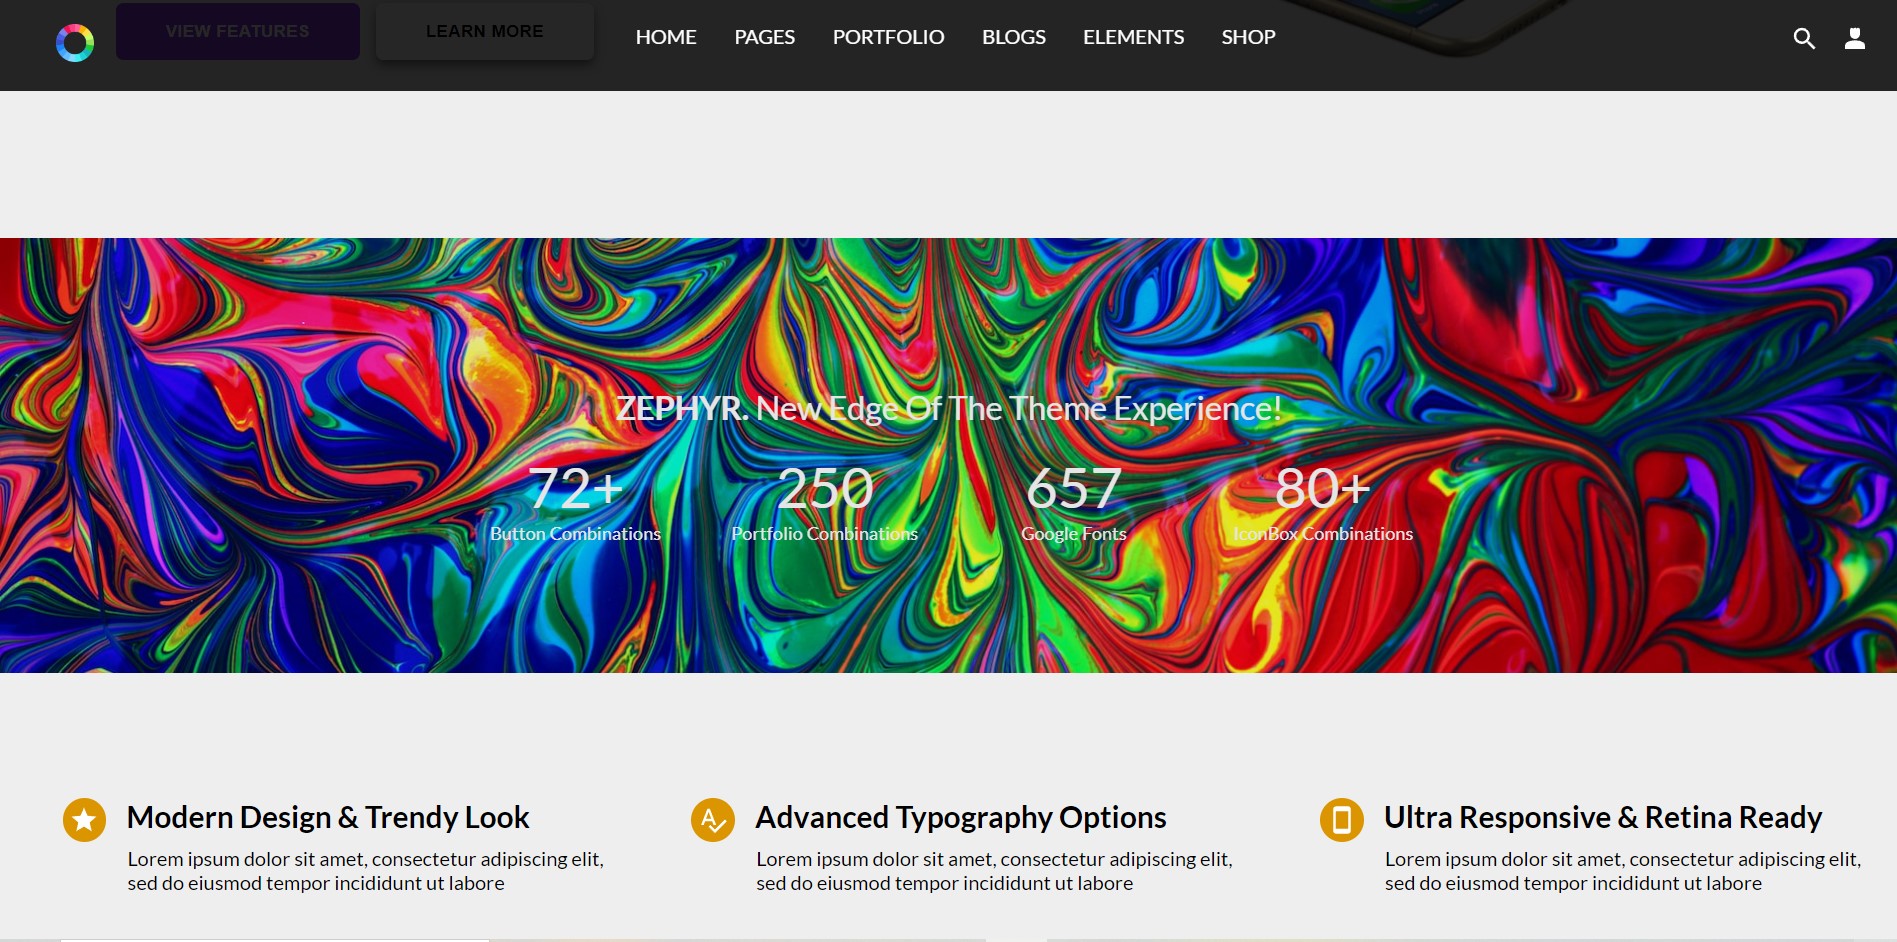 VIEW FEATURES
LEARN MORE
HOME PAGES PORTFOLIO BLOGS ELEMENTS SHOP
ZEPHYR. New Edge Of The Theme Experience!
72+ 250 657 80+
Button Combinations Portfolio Combinations Google Fonts IconBox Combinations
Modern Design & Trendy Look
Lorem ipsum dolor sit amet, consectetur adipiscing elit,
sed do eiusmod tempor incididunt ut labore
Advanced Typography Options
Lorem ipsum dolor sit amet, consectetur adipiscing elit,
sed do eiusmod tempor incididunt ut labore
Ultra Responsive & Retina Ready
Lorem ipsum dolor sit amet, consectetur adipiscing elit,
sed do eiusmod tempor incididunt ut labore